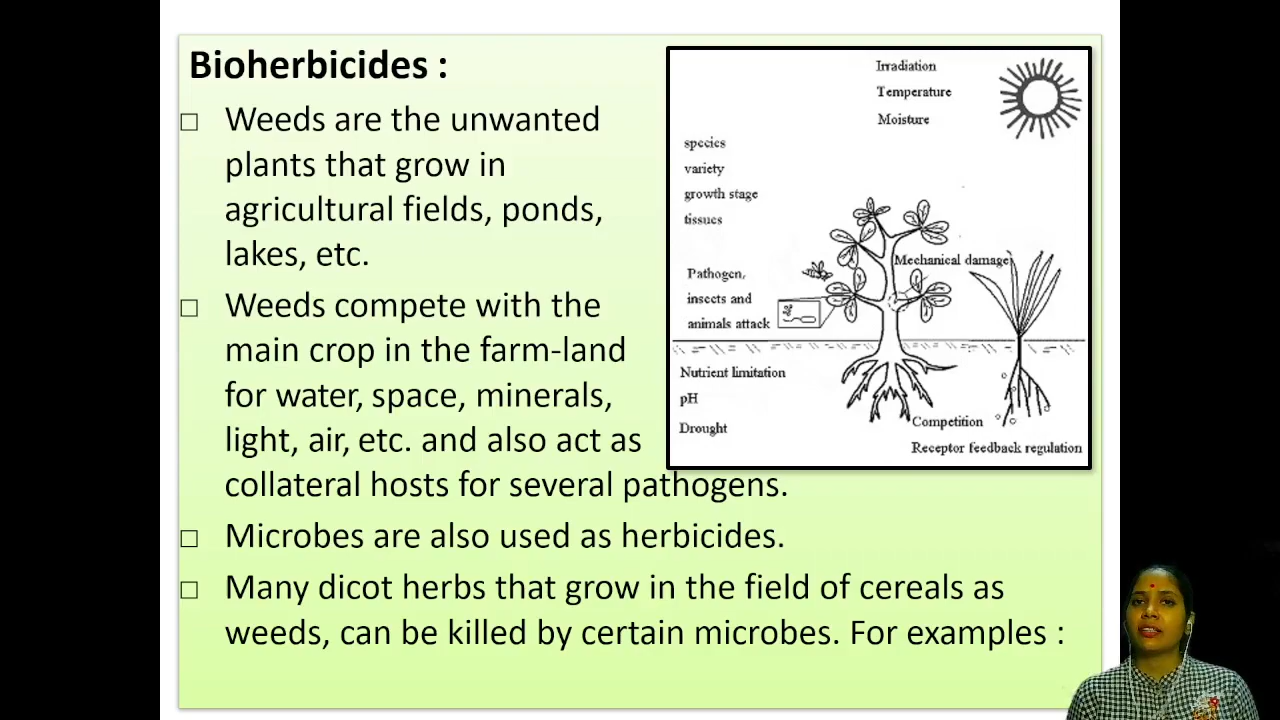 Bioherbicides :
□ Weeds are the unwanted
plants that grow in
agricultural fields, ponds,
lakes, etc.
□ Weeds compete with the
main crop in the farm-land
for water, space, minerals,
light, air, etc. and also act as
collateral hosts for several pathogens.
□ Microbes are also used as herbicides.
□ Many dicot herbs that grow in the field of cereals as
weeds, can be killed by certain microbes. For examples :
Irradiation
Temperature
Moisture
species
variety
growth stage
tissues
Mechanical damage
Pathogen,
insects and
animals attack
Nutrient limitation
pH
Drought
Competition
Receptor feedback regulation